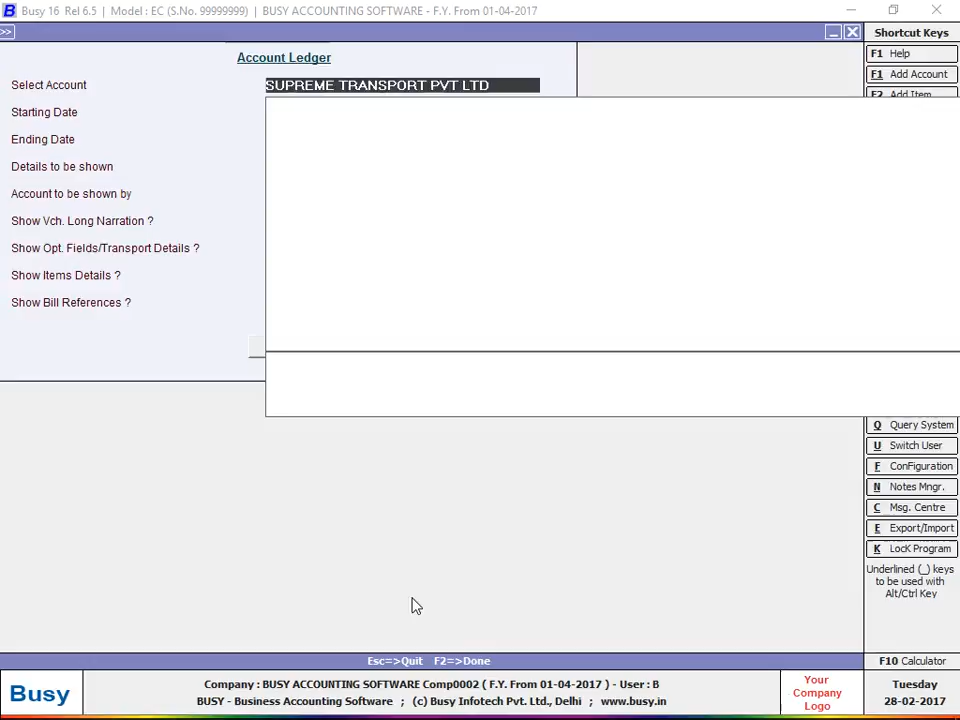 Busy 16 Rel 6.5 | Model : EC (S.No. 99999999) | BUSY ACCOUNTING SOFTWARE - F.Y. From 01-04-2017
>>
Shortcut Keys
Account Ledger
F1 Help
Select Account SUPREME TRANSPORT PVT LTD
F1 Add Account
F2 Add Item
Starting Date
Ending Date
Details to be shown
Account to be shown by
Show Vch. Long Narration ?
Show Opt. Fields/Transport Details ?
Show Items Details ?
Show Bill References ?
Q Query System
U Switch User
F Configuration
N Notes Mngr.
C Msg. Centre
E Export/Import
K Lock Program
Underlined (_) keys
to be used with
Alt/Ctrl Key
Esc=>Quit F2=>Done
F10 Calculator
Busy
Company : BUSY ACCOUNTING SOFTWARE Comp0002 ( F.Y. From 01-04-2017 ) - User : B
BUSY - Business Accounting Software ; (c) Busy Infotech Pvt. Ltd., Delhi ; www.busy.in
Your
Company
Logo
Tuesday
28-02-2017